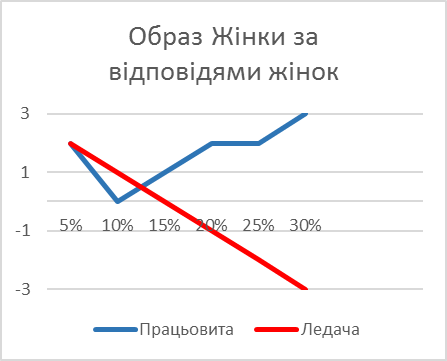 Образ Жінки за
відповідями жінок
3
1
-1
-3
5% 10% 15% 20% 25% 30%
Працьовита Ледача